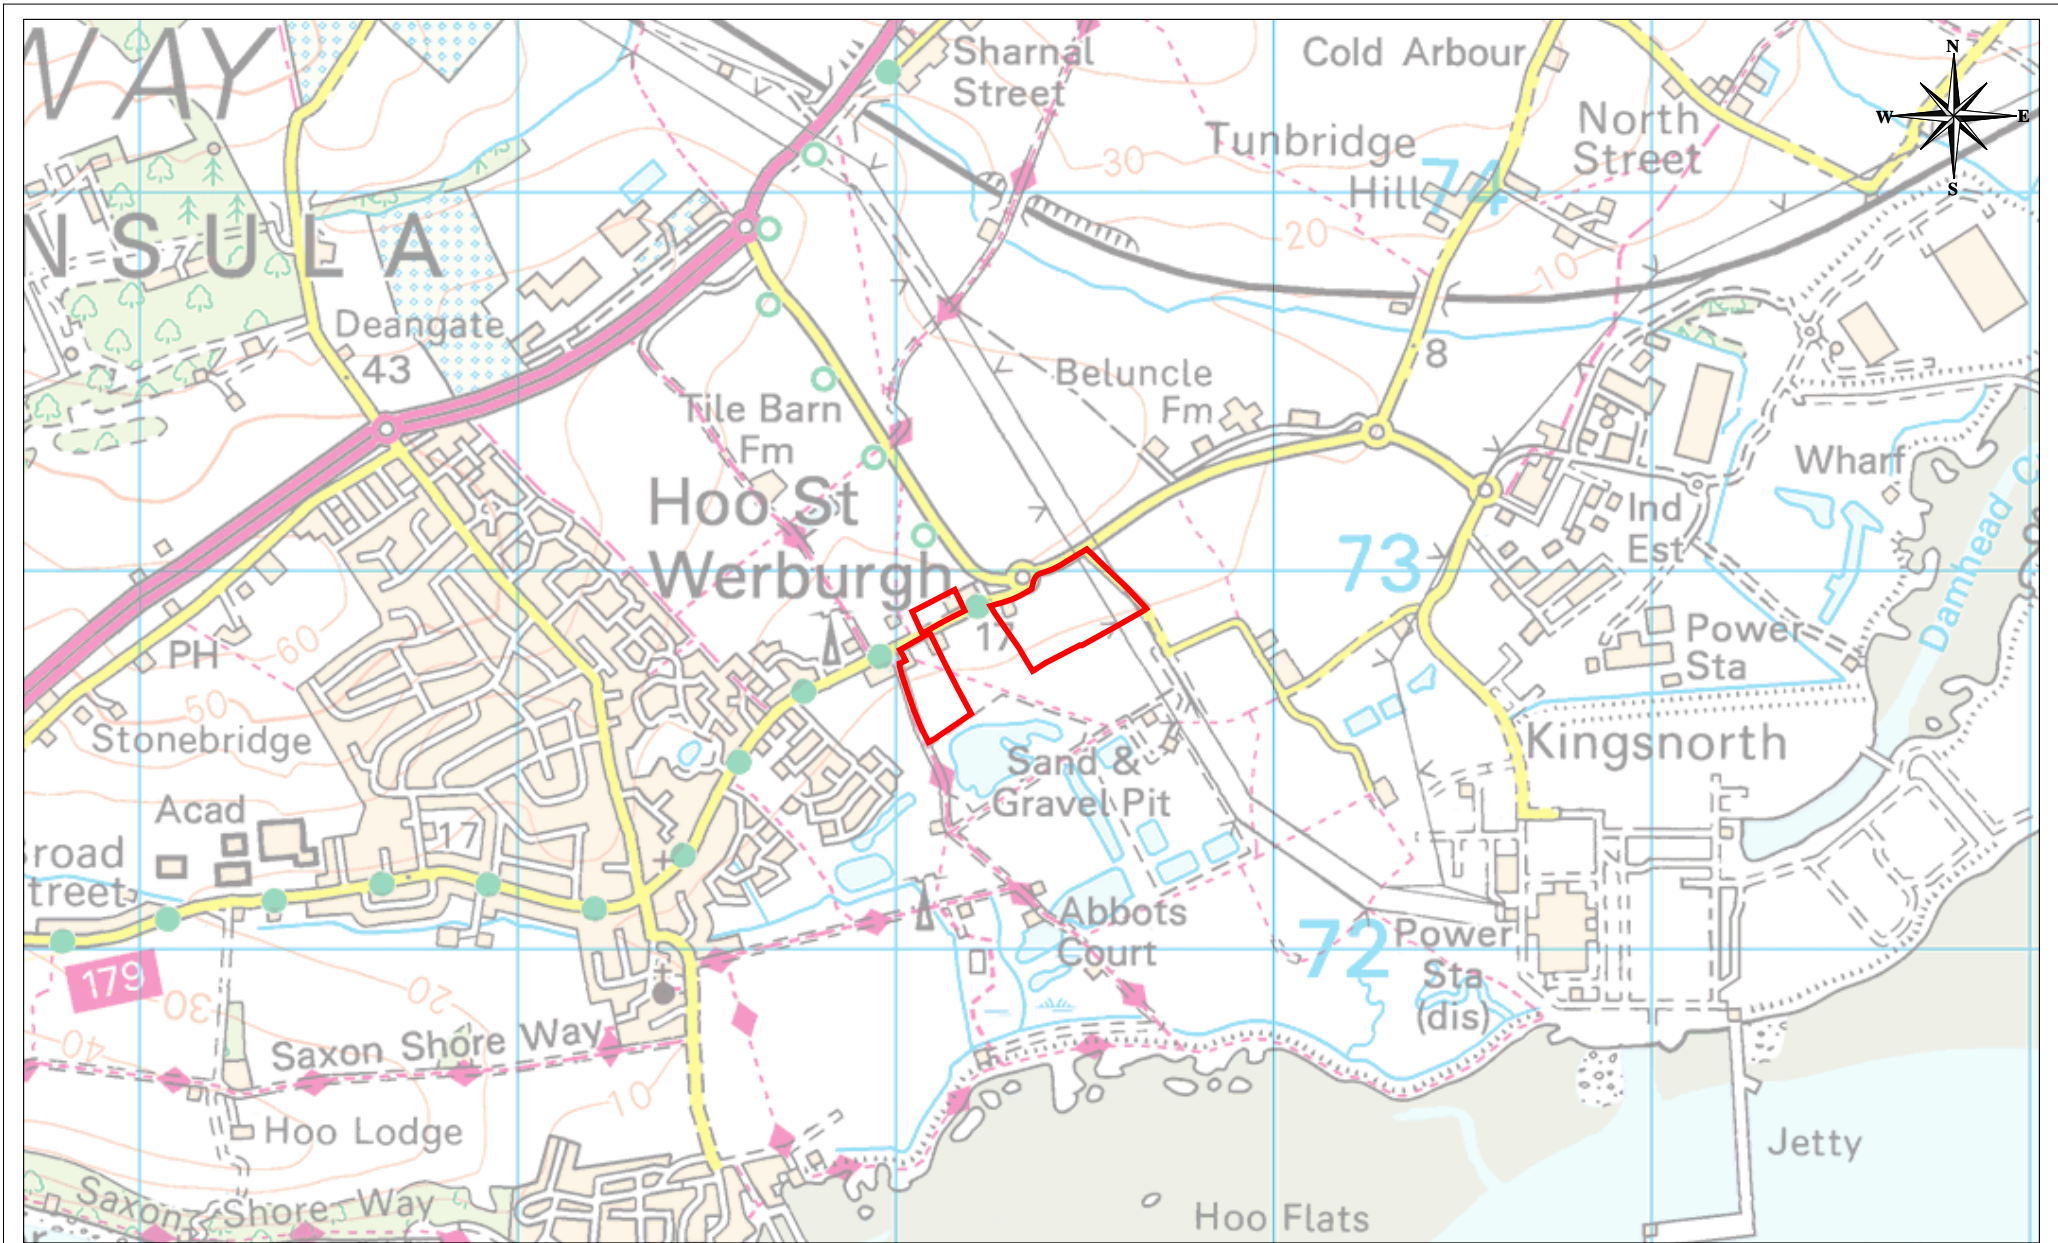 WAY
NSULA
Sharnal
Street
Cold Arbour
North
Street
Tunbridge
Hill
74
N
W
E
S
30
20
10
Deangate
43
8
Beluncle
Fm
Tile Barn
Fm
Hoo St
Werburgh
Wharf
Ind
Est
73
Damhead C
17
PH
60
50
Stonebridge
Power
Sta
Kingsnorth
Sand &
Gravel Pit
Acad
17
road
treet
179
Abbots
Court
72
Power
Sta
(dis)
20
30
40
Saxon Shore Way
10
Hoo Lodge
Jetty
Saxon Shore Way
Hoo Flats